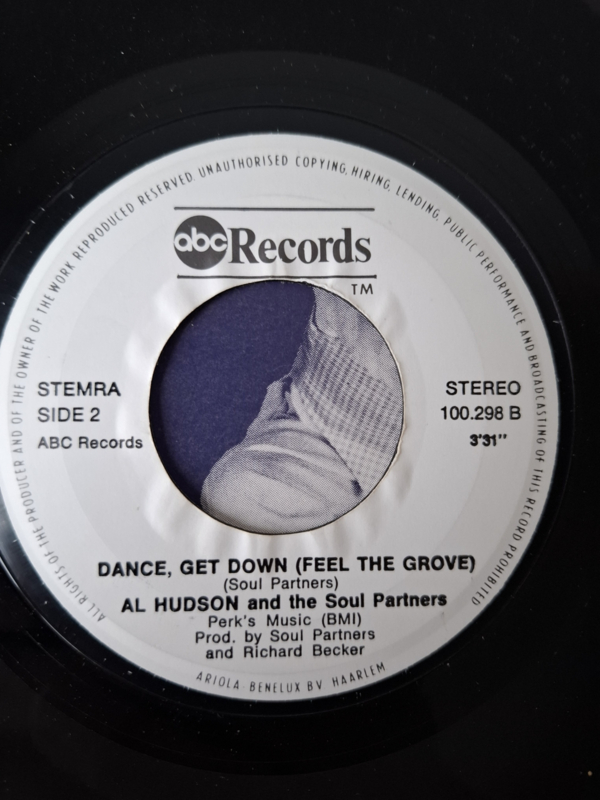 ALL RIGHTS OF THE PRODUCER AND OF THE OWNER OF THE WORK REPRODUCED RESERVED. UNAUTHORISED COPYING, HIRING, LENDING, PUBLIC PERFORMANCE AND BROADCASTING OF THIS RECORD PROHIBITED
abc Records
TM
STEMRA
SIDE 2
ABC Records
STEREO
100.298 B
3'31"
DANCE, GET DOWN (FEEL THE GROVE)
(Soul Partners)
AL HUDSON and the Soul Partners
Perk's Music (BMI)
Prod. by Soul Partners
and Richard Becker
ARIOLA BENELUX BV HAARLEM